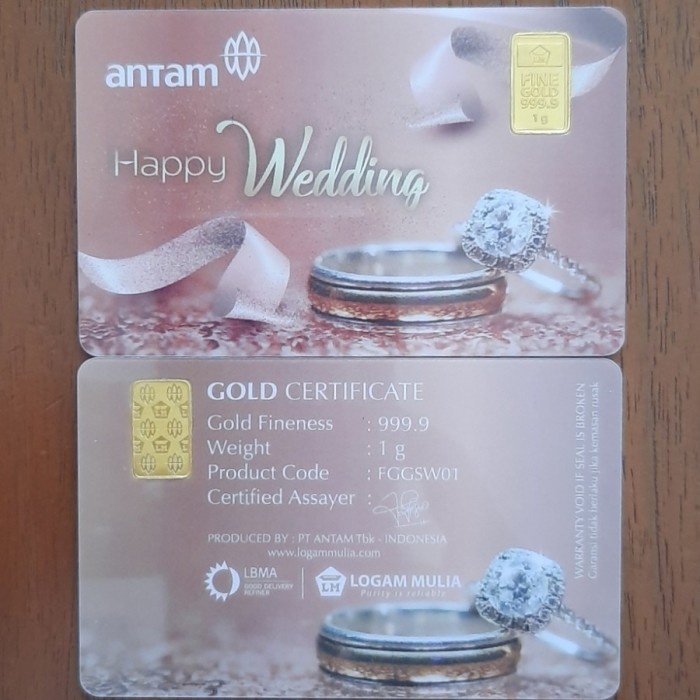 antam
LM
FINE
GOLD
999.9
1 g
Happy Wedding
GOLD CERTIFICATE
Gold Fineness : 999.9
Weight : 1 g
Product Code : FGGSW01
Certified Assayer :
PRODUCED BY : PT ANTAM Tbk - INDONESIA
www.logammulia.com
LBMA
GOOD DELIVERY
REFINER
LM
LOGAM MULIA
Purity is reliable
WARRANTY VOID IF SEAL IS BROKEN
Garansi tidak berlaku jika kemasan rusak